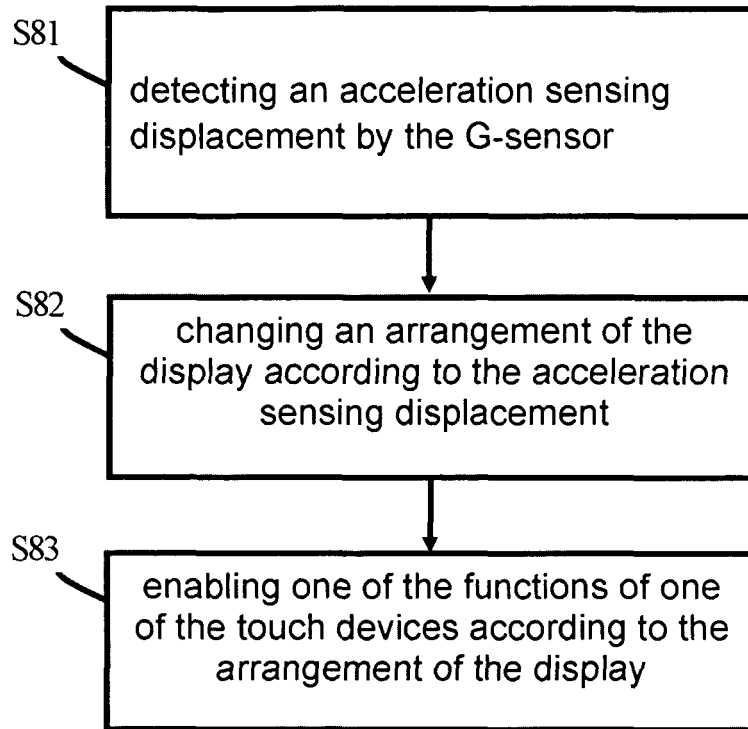 S81
detecting an acceleration sensing
displacement by the G-sensor
S82
changing an arrangement of the
display according to the acceleration
sensing displacement
S83
enabling one of the functions of one
of the touch devices according to the
arrangement of the display